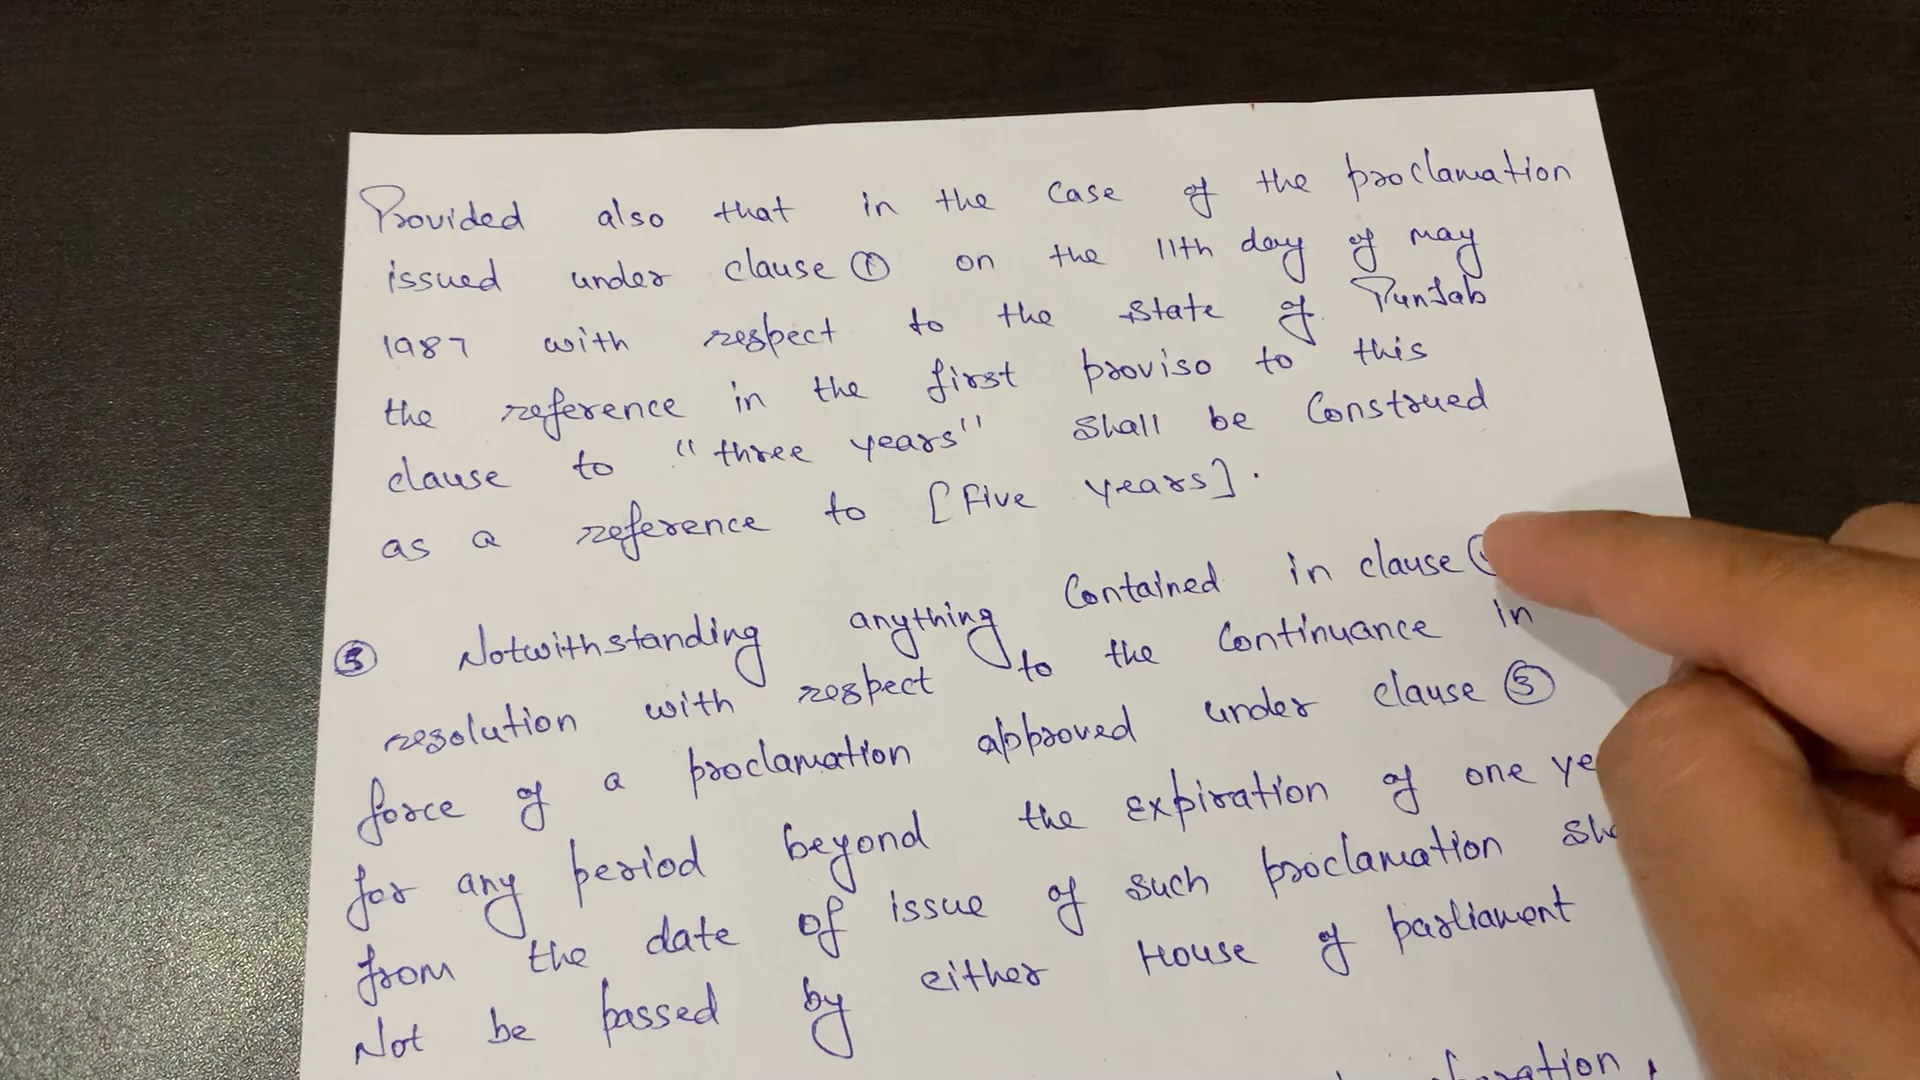 Provided also that in the case of the proclamation
issued under clause ① on the 11th day of may
1987 with respect to the state of Punjab
the reference in the first proviso to this
clause to "three years" shall be Construed
as a reference to [Five years].
⑤ Notwithstanding anything Contained in clause
resolution with respect to the Continuance in
force of a proclamation approved under clause ③
for any period beyond the expiration of one ye
from the date of issue of such proclamation sha
Not be passed by either House of parliament